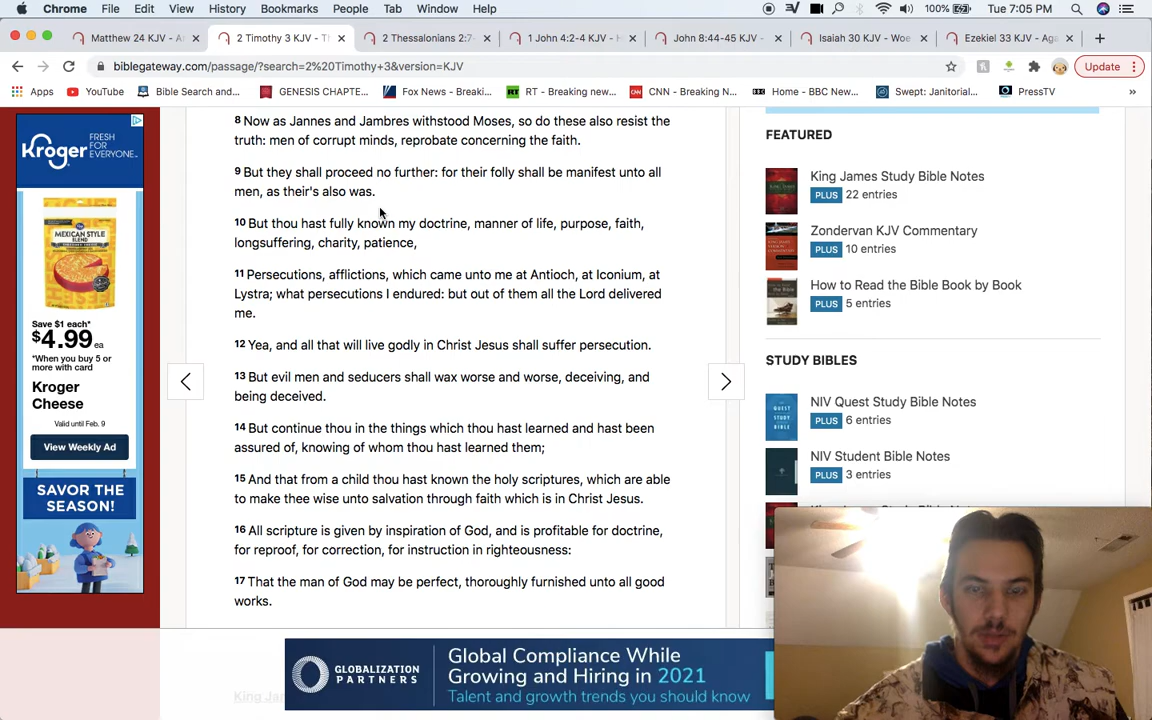 Chrome File Edit View History Bookmarks People Tab Window Help 100% Tue 7:05 PM
Matthew 24 KJV - A
2 Timothy 3 KJV - T
2 Thessalonians 2:7-
1 John 4:2-4 KJV - H
John 8:44-45 KJV -
Isaiah 30 KJV - Woe
Ezekiel 33 KJV - Aga
biblegateway.com/passage/?search=2%20Timothy+3&version=KJV
Update
Apps YouTube Bible Search and... GENESIS CHAPTE... Fox News - Breaki... RT - Breaking new... CNN - Breaking N... BBC Home - BBC New... Swept: Janitorial... PressTV »
8 Now as Jannes and Jambres withstood Moses, so do these also resist the
truth: men of corrupt minds, reprobate concerning the faith.
9 But they shall proceed no further: for their folly shall be manifest unto all
men, as their's also was.
10 But thou hast fully known my doctrine, manner of life, purpose, faith,
longsuffering, charity, patience,
11 Persecutions, afflictions, which came unto me at Antioch, at Iconium, at
Lystra; what persecutions I endured: but out of them all the Lord delivered
me.
12 Yea, and all that will live godly in Christ Jesus shall suffer persecution.
13 But evil men and seducers shall wax worse and worse, deceiving, and
being deceived.
14 But continue thou in the things which thou hast learned and hast been
assured of, knowing of whom thou hast learned them;
15 And that from a child thou hast known the holy scriptures, which are able
to make thee wise unto salvation through faith which is in Christ Jesus.
16 All scripture is given by inspiration of God, and is profitable for doctrine,
for reproof, for correction, for instruction in righteousness:
17 That the man of God may be perfect, thoroughly furnished unto all good
works.
King Ja
Kroger
FRESH
FOR
EVERYONE.
MEXICAN STYLE
BLEND
Save $1 each*
$4.99 ea
*When you buy 5 or
more with card
Kroger
Cheese
Valid until Feb. 9
View Weekly Ad
SAVOR THE
SEASON!
FEATURED
King James Study Bible Notes
PLUS 22 entries
Zondervan KJV Commentary
PLUS 10 entries
How to Read the Bible Book by Book
PLUS 5 entries
STUDY BIBLES
NIV Quest Study Bible Notes
PLUS 6 entries
NIV Student Bible Notes
PLUS 3 entries
GLOBALIZATION
PARTNERS
Global Compliance While
Growing and Hiring in 2021
Talent and growth trends you should know